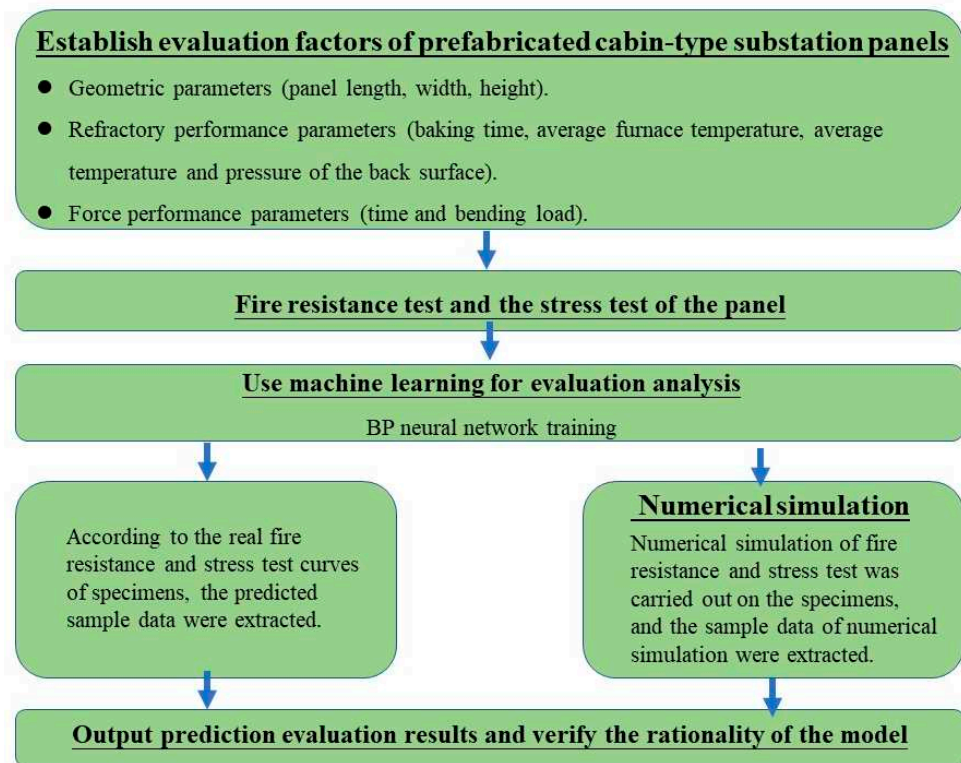 Establish evaluation factors of prefabricated cabin-type substation panels
● Geometric parameters (panel length, width, height).
● Refractory performance parameters (baking time, average furnace temperature, average
temperature and pressure of the back surface).
● Force performance parameters (time and bending load).
Fire resistance test and the stress test of the panel
Use machine learning for evaluation analysis
BP neural network training
According to the real fire
resistance and stress test curves
of specimens, the predicted
sample data were extracted.
Numerical simulation
Numerical simulation of fire
resistance and stress test was
carried out on the specimens,
and the sample data of numerical
simulation were extracted.
Output prediction evaluation results and verify the rationality of the model